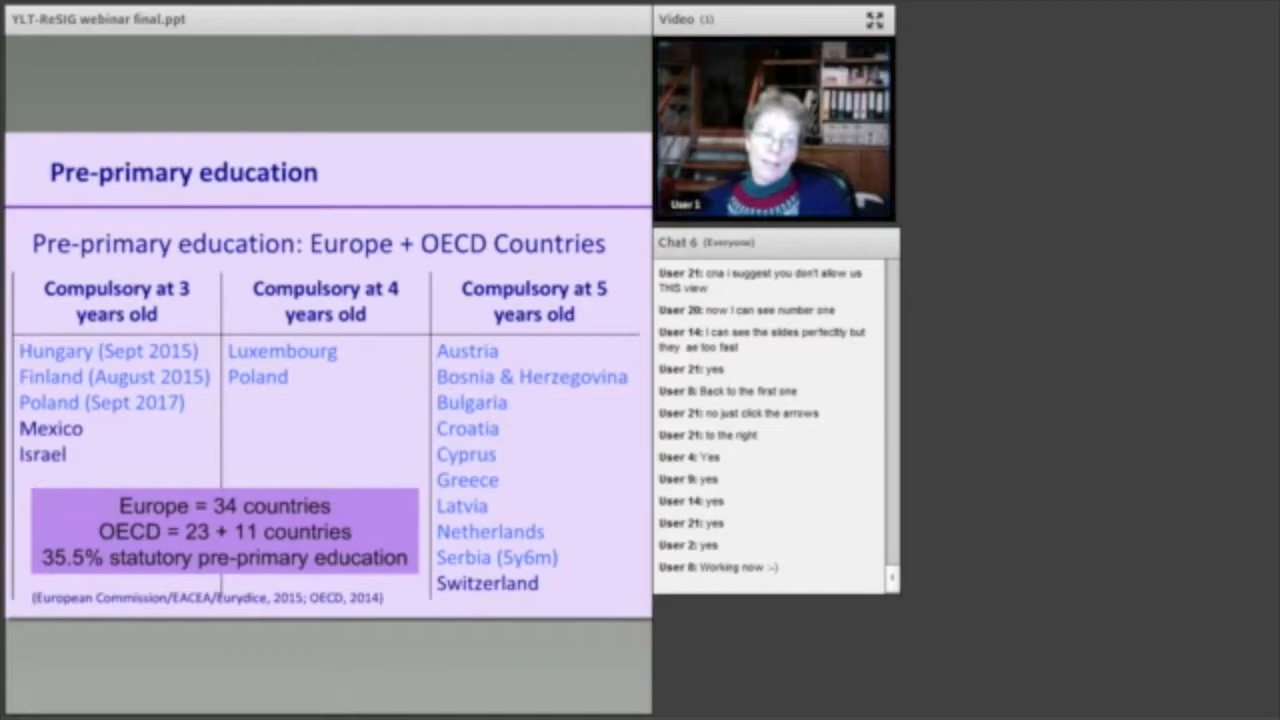 YLT-ReSIG webinar final.ppt
Pre-primary education
Pre-primary education: Europe + OECD Countries
Compulsory at 3
years old
Hungary (Sept 2015)
Finland (August 2015)
Poland (Sept 2017)
Mexico
Israel
Compulsory at 4
years old
Luxembourg
Poland
Compulsory at 5
years old
Austria
Bosnia & Herzegovina
Bulgaria
Croatia
Cyprus
Greece
Latvia
Netherlands
Serbia (5y6m)
Switzerland
Europe = 34 countries
OECD = 23 + 11 countries
35.5% statutory pre-primary education
(European Commission/EACEA/Eurydice, 2015; OECD, 2014)
Video (1)
User 1
Chat 6 (Everyone)
User 21: cna i suggest you don't allow us
THIS view
User 20: now I can see number one
User 14: I can see the slides perfectly but
they ae too fast
User 21: yes
User 8: Back to the first one
User 21: no just click the arrows
User 21: to the right
User 4: Yes
User 9: yes
User 14: yes
User 21: yes
User 2: yes
User 8: Working now :-)